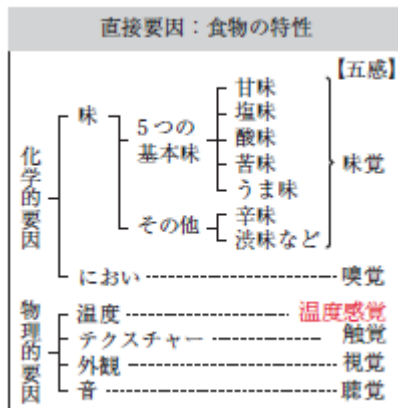 直接要因：食物の特性
【五感】
化学的要因
味
5つの
基本味
甘味
塩味
酸味
苦味
うま味
味覚
その他
辛味
渋味など
におい
嗅覚
物理的要因
温度
温度感覚
テクスチャー
触覚
外観
視覚
音
聴覚